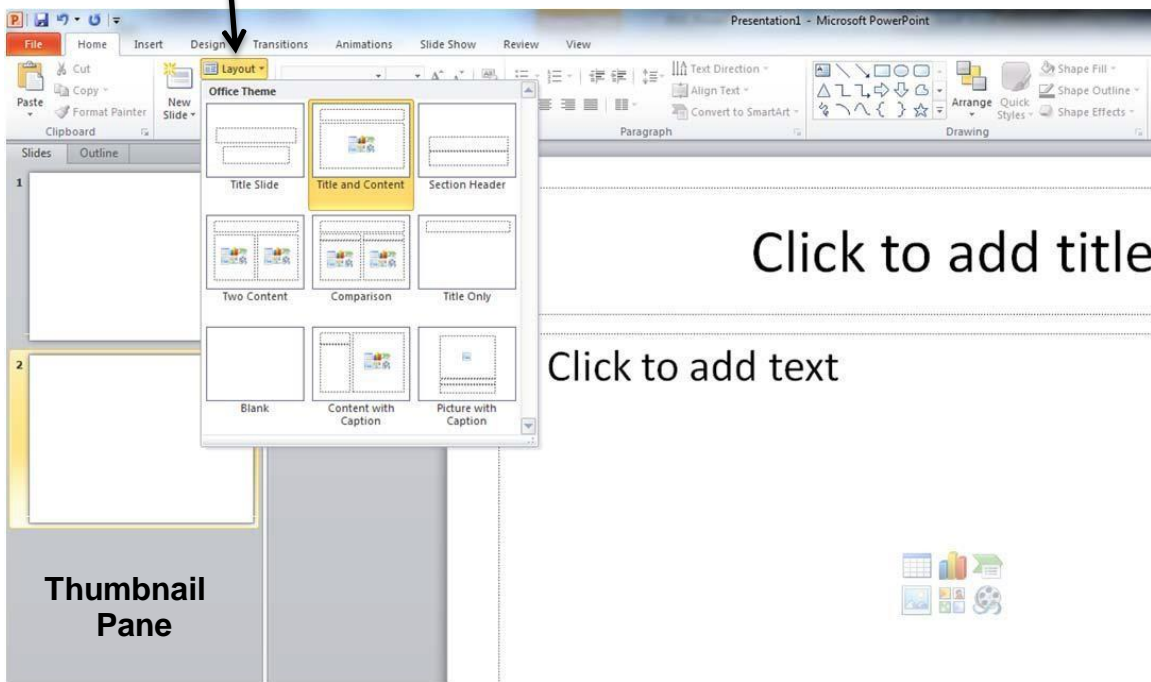 Presentation1 - Microsoft PowerPoint
File Home Insert Design Transitions Animations Slide Show Review View
Paste
Cut
Copy
Format Painter
Clipboard
New
Slide
Layout
Text Direction
Align Text
Convert to SmartArt
Paragraph
Arrange
Quick
Styles
Shape Fill
Shape Outline
Shape Effects
Drawing
Slides Outline
1
2
Office Theme
Title Slide Title and Content Section Header
Two Content Comparison Title Only
Blank
Content with
Caption
Picture with
Caption
Click to add title
Click to add text
Thumbnail
Pane